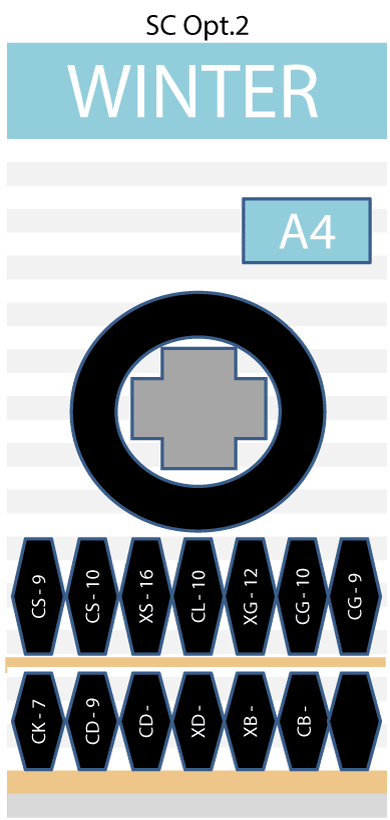 SC Opt.2
WINTER
A4
CS - 9
CS - 10
XS - 16
CL - 10
XG - 12
CG - 10
CG - 9
CK - 7
CD - 9
CD -
XD -
XB -
CB -